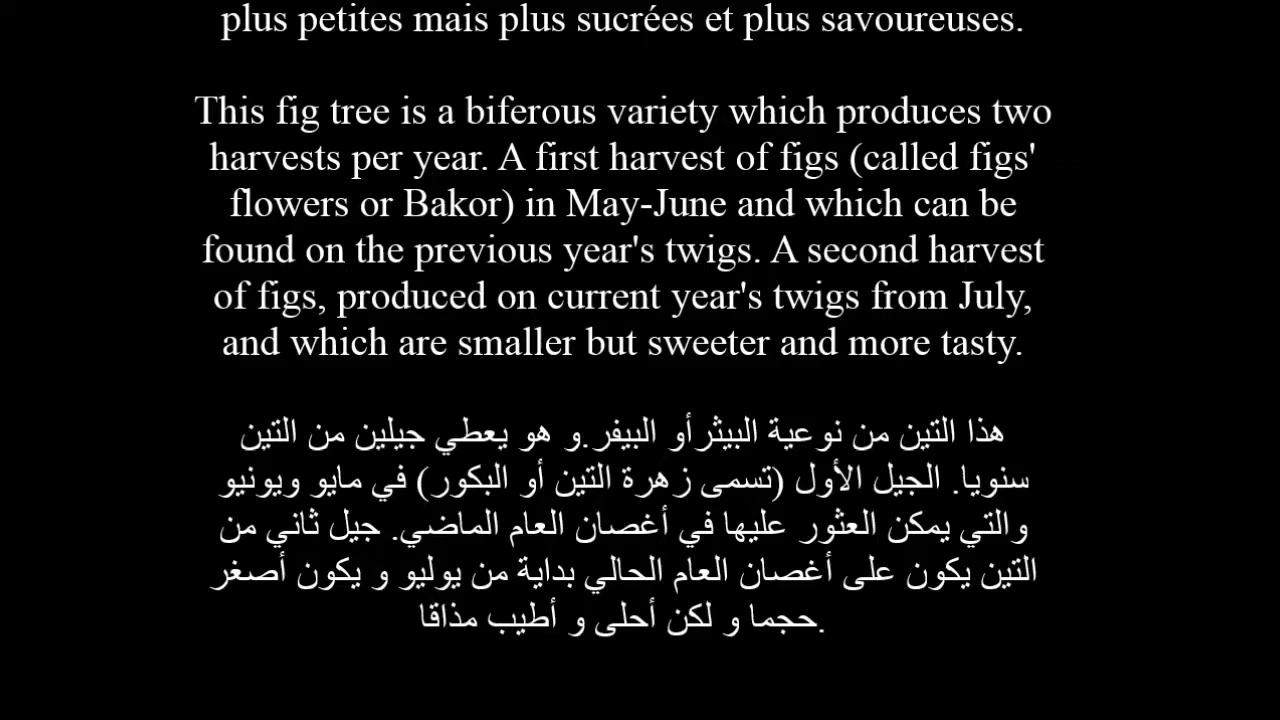 plus petites mais plus sucrées et plus savoureuses.
This fig tree is a biferous variety which produces two
harvests per year. A first harvest of figs (called figs'
flowers or Bakor) in May-June and which can be
found on the previous year's twigs. A second harvest
of figs, produced on current year's twigs from July,
and which are smaller but sweeter and more tasty.
هذا التين من نوعية البيثرأو البيفر.و هو يعطي جيلين من التين
سنويا. الجيل الأول (تسمى زهرة التين أو البكور) في مايو ويونيو
والتي يمكن العثور عليها في أغصان العام الماضي. جيل ثاني من
التين يكون على أغصان العام الحالي بداية من يوليو و يكون أصغر
حجما و لكن أحلى و أطيب مذاقا.